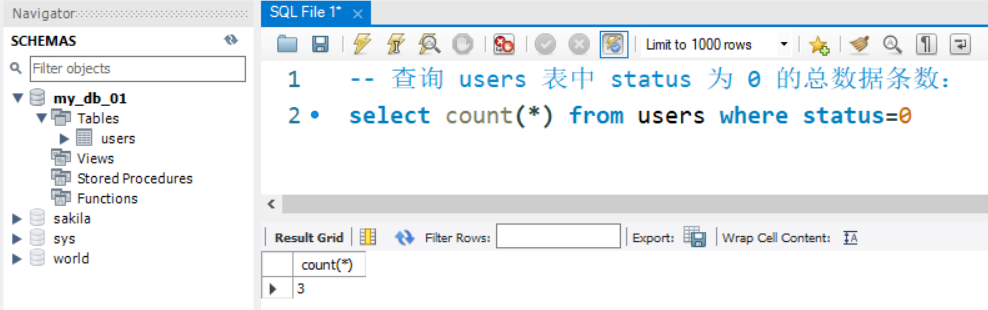 Navigator
SQL File 1*
SCHEMAS
Filter objects
my_db_01
Tables
users
Views
Stored Procedures
Functions
sakila
sys
world
Limit to 1000 rows
1 -- 查询 users 表中 status 为 0 的总数据条数:
2 select count(*) from users where status=0
Result Grid Filter Rows: Export: Wrap Cell Content:
count(*)
3